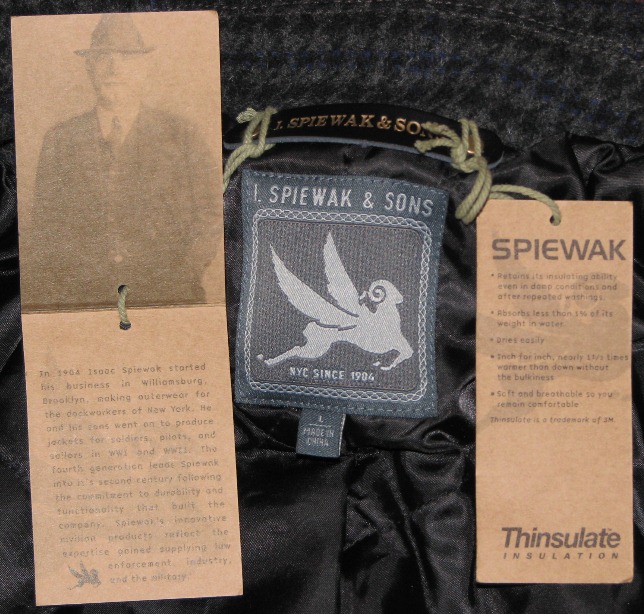 I. SPIEWAK & SONS
I. SPIEWAK & SONS
NYC SINCE 1904
L
MADE IN
CHINA
In 1904 Isaac Spiewak started
his business in Williamsburg,
Brooklyn, making outerwear for
the dockworkers of New York. He
and his sons went on to produce
jackets for soldiers, pilots, and
sailors in WWI and WWII. The
fourth generation leads Spiewak
into it's second century following
the commitment to durability and
functionality that built the
company. Spiewak's innovative
civilian products reflect the
expertise gained supplying law
enforcement, industry,
and the military.
SPIEWAK
• Retains its insulating ability
even in damp conditions and
after repeated washings.
• Absorbs less than 1% of its
weight in water.
• Dries easily
• Inch for inch, nearly 1½ times
warmer than down without
the bulkiness.
• Soft and breathable so you
remain comfortable
Thinsulate is a trademark of 3M.
Thinsulate
INSULATION